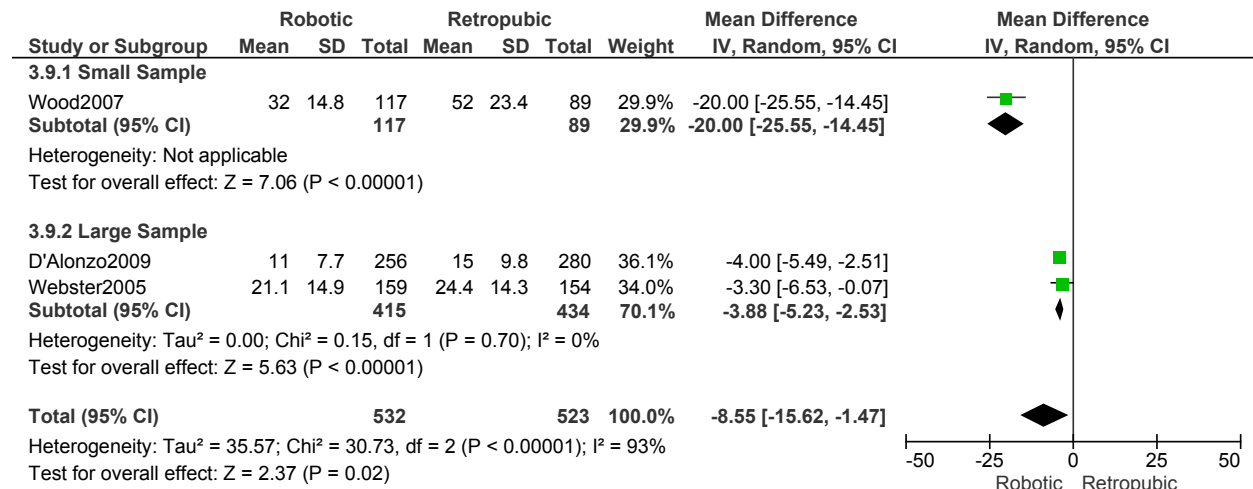 Robotic Retropubic Mean Difference Mean Difference
Study or Subgroup Mean SD Total Mean SD Total Weight IV, Random, 95% CI IV, Random, 95% CI
3.9.1 Small Sample
Wood2007 32 14.8 117 52 23.4 89 29.9% -20.00 [-25.55, -14.45]
Subtotal (95% CI) 117 89 29.9% -20.00 [-25.55, -14.45]
Heterogeneity: Not applicable
Test for overall effect: Z = 7.06 (P < 0.00001)
3.9.2 Large Sample
D'Alonzo2009 11 7.7 256 15 9.8 280 36.1% -4.00 [-5.49, -2.51]
Webster2005 21.1 14.9 159 24.4 14.3 154 34.0% -3.30 [-6.53, -0.07]
Subtotal (95% CI) 415 434 70.1% -3.88 [-5.23, -2.53]
Heterogeneity: Tau² = 0.00; Chi² = 0.15, df = 1 (P = 0.70); I² = 0%
Test for overall effect: Z = 5.63 (P < 0.00001)
Total (95% CI) 532 523 100.0% -8.55 [-15.62, -1.47]
Heterogeneity: Tau² = 35.57; Chi² = 30.73, df = 2 (P < 0.00001); I² = 93%
Test for overall effect: Z = 2.37 (P = 0.02)
-50 -25 0 25 50
Robotic Retropubic